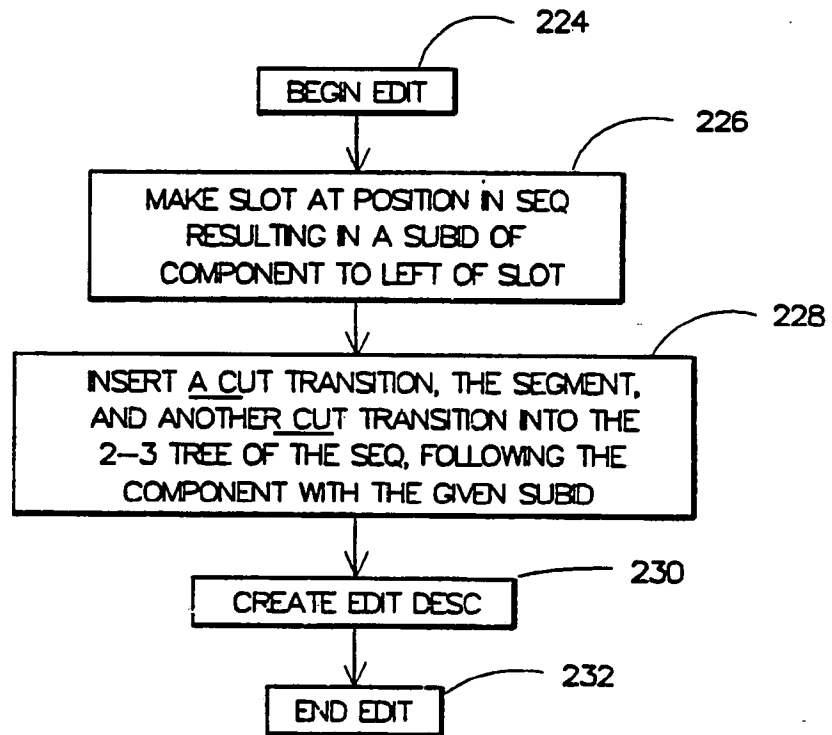 224
BEGIN EDIT
226
MAKE SLOT AT POSITION IN SEQ
RESULTING IN A SUBID OF
COMPONENT TO LEFT OF SLOT
228
INSERT A CUT TRANSITION, THE SEGMENT,
AND ANOTHER CUT TRANSITION INTO THE
2-3 TREE OF THE SEQ, FOLLOWING THE
COMPONENT WITH THE GIVEN SUBID
230
CREATE EDIT DESC
232
END EDIT